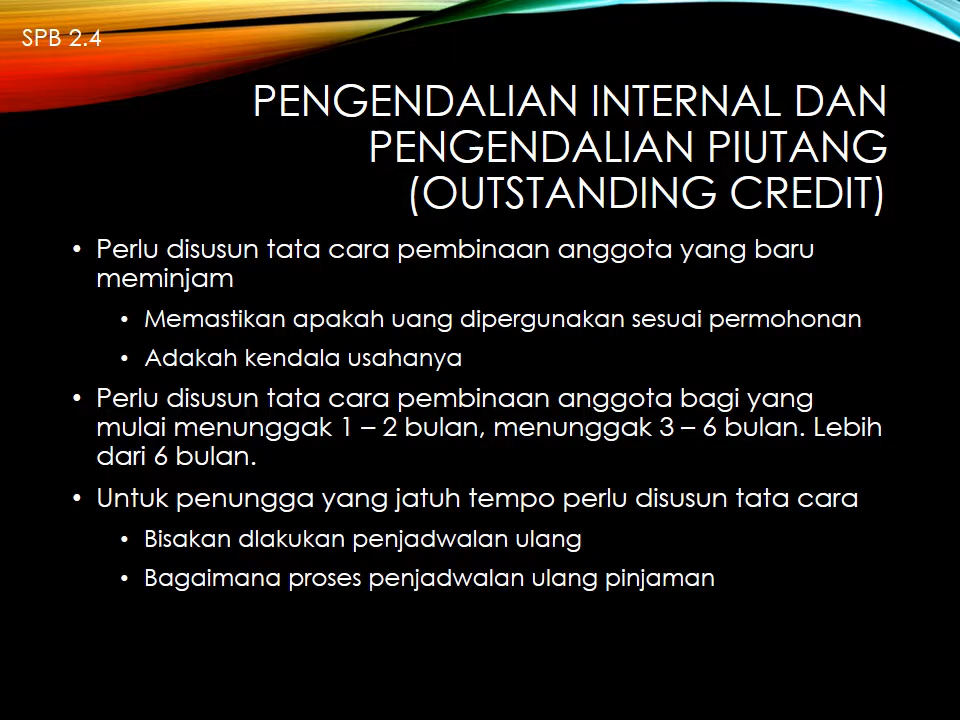 SPB 2.4
PENGENDALIAN INTERNAL DAN
PENGENDALIAN PIUTANG
(OUTSTANDING CREDIT)
• Perlu disusun tata cara pembinaan anggota yang baru
meminjam
• Memastikan apakah uang dipergunakan sesuai permohonan
• Adakah kendala usahanya
• Perlu disusun tata cara pembinaan anggota bagi yang
mulai menunggak 1 – 2 bulan, menunggak 3 – 6 bulan. Lebih
dari 6 bulan.
• Untuk penungga yang jatuh tempo perlu disusun tata cara
• Bisakan dlakukan penjadwalan ulang
• Bagaimana proses penjadwalan ulang pinjaman